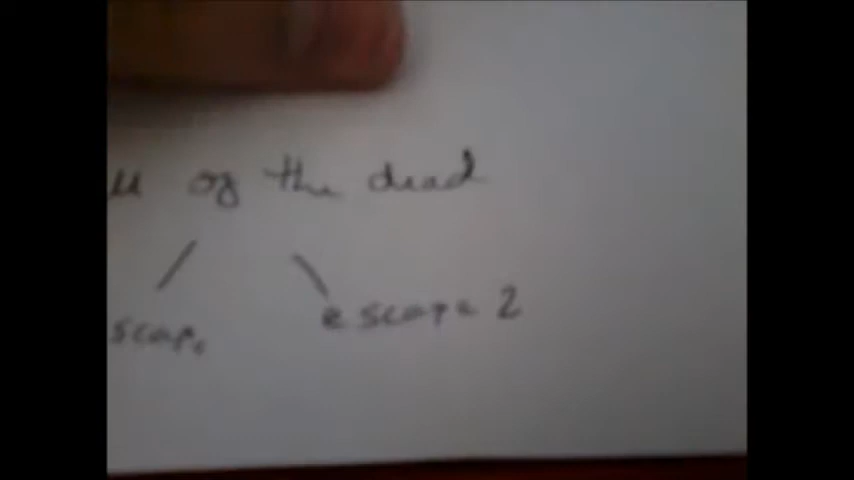 of the dead
escape 2